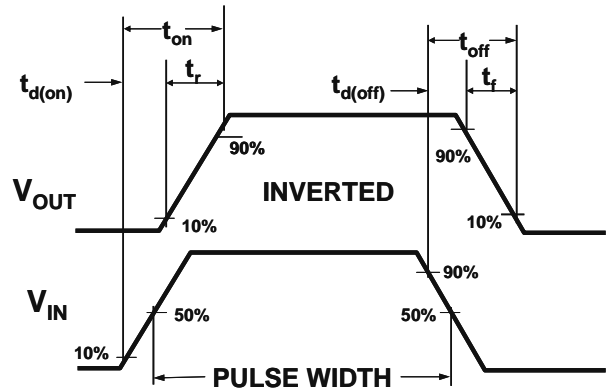 t_on
t_off
t_d(on)
t_r
t_d(off)
t_f
90%
90%
V_OUT
INVERTED
10%
10%
90%
V_IN
50%
50%
10%
PULSE WIDTH